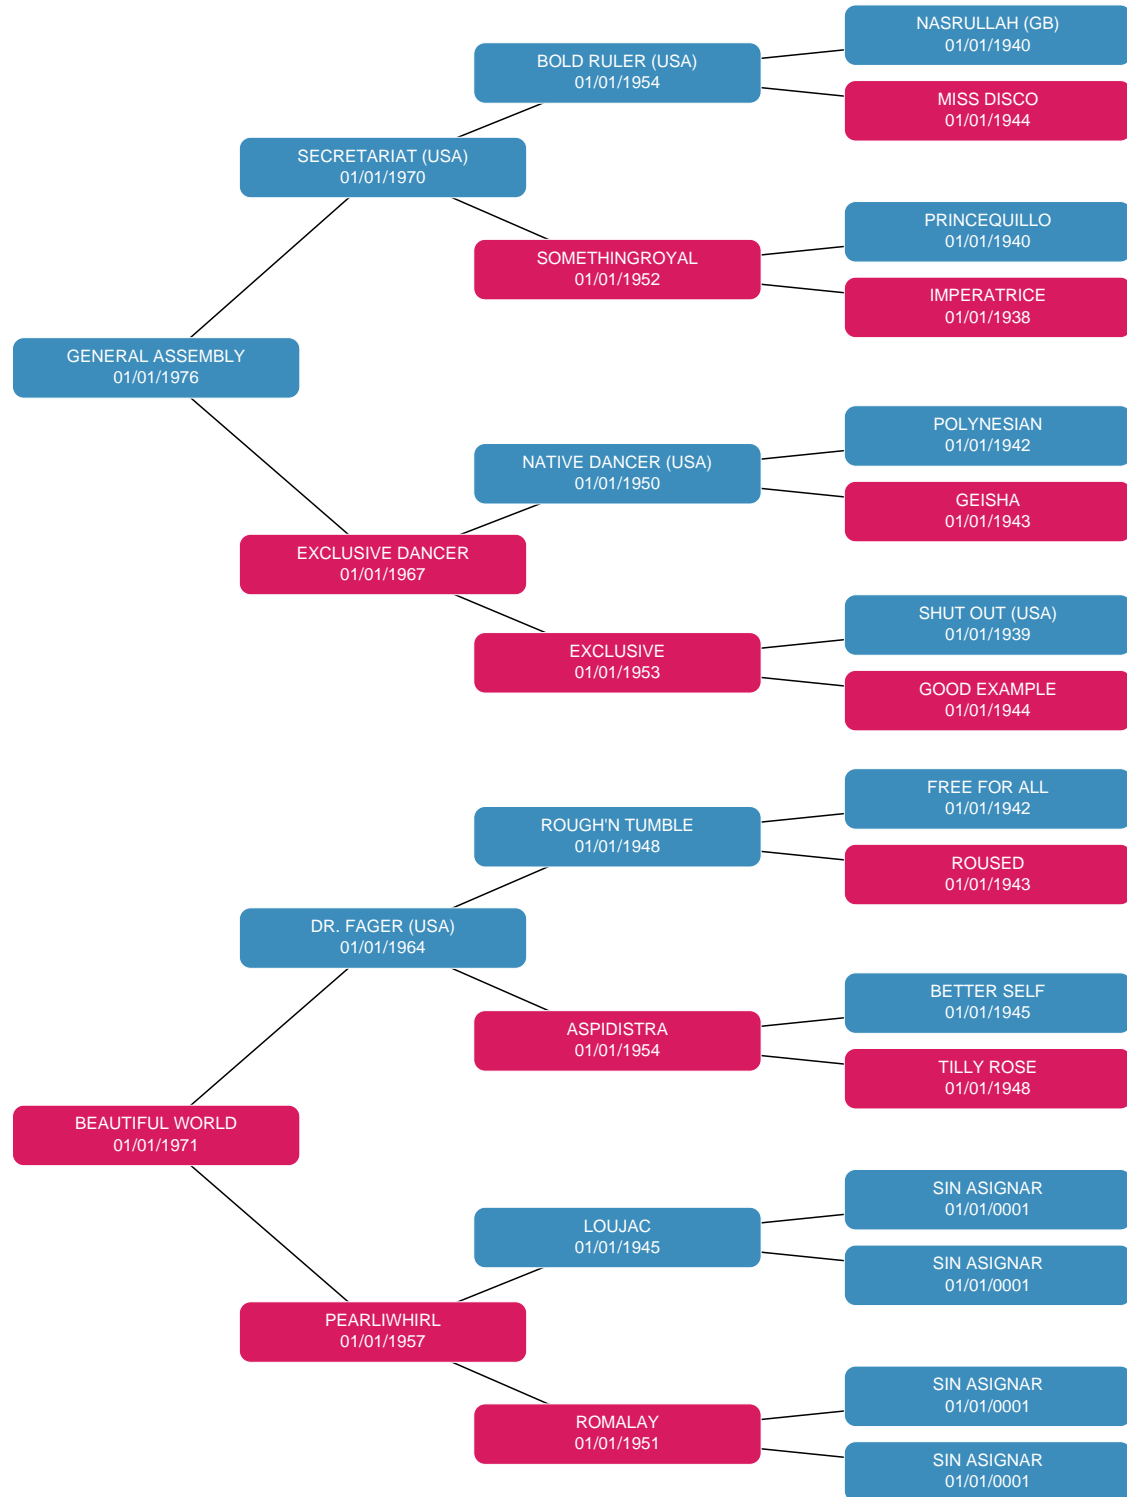 NASRULLAH (GB)
01/01/1940
BOLD RULER (USA)
01/01/1954
MISS DISCO
01/01/1944
SECRETARIAT (USA)
01/01/1970
PRINCEQUILLO
01/01/1940
SOMETHINGROYAL
01/01/1952
IMPERATRICE
01/01/1938
GENERAL ASSEMBLY
01/01/1976
POLYNESIAN
01/01/1942
NATIVE DANCER (USA)
01/01/1950
GEISHA
01/01/1943
EXCLUSIVE DANCER
01/01/1967
SHUT OUT (USA)
01/01/1939
EXCLUSIVE
01/01/1953
GOOD EXAMPLE
01/01/1944
FREE FOR ALL
01/01/1942
ROUGH'N TUMBLE
01/01/1948
ROUSED
01/01/1943
DR. FAGER (USA)
01/01/1964
BETTER SELF
01/01/1945
ASPIDISTRA
01/01/1954
TILLY ROSE
01/01/1948
BEAUTIFUL WORLD
01/01/1971
SIN ASIGNAR
01/01/0001
LOUJAC
01/01/1945
SIN ASIGNAR
01/01/0001
PEARLIWHIRL
01/01/1957
SIN ASIGNAR
01/01/0001
ROMALAY
01/01/1951
SIN ASIGNAR
01/01/0001